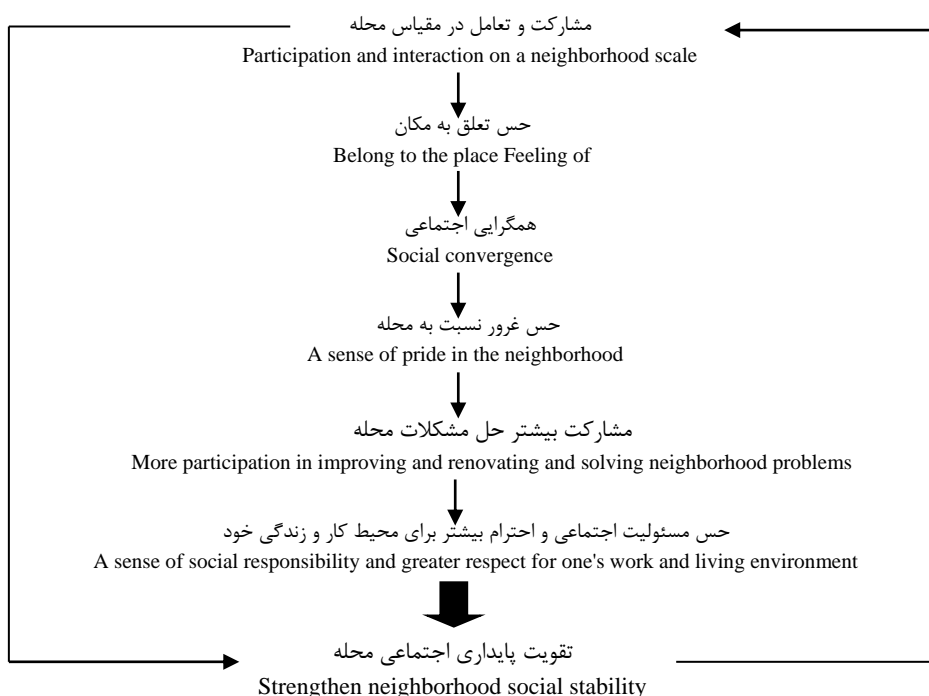 مشارکت و تعامل در مقیاس محله
Participation and interaction on a neighborhood scale
حس تعلق به مکان
Belong to the place Feeling of
همگرایی اجتماعی
Social convergence
حس غرور نسبت به محله
A sense of pride in the neighborhood
مشارکت بیشتر حل مشکلات محله
More participation in improving and renovating and solving neighborhood problems
حس مسئولیت اجتماعی و احترام بیشتر برای محیط کار و زندگی خود
A sense of social responsibility and greater respect for one's work and living environment
تقویت پایداری اجتماعی محله
Strengthen neighborhood social stability